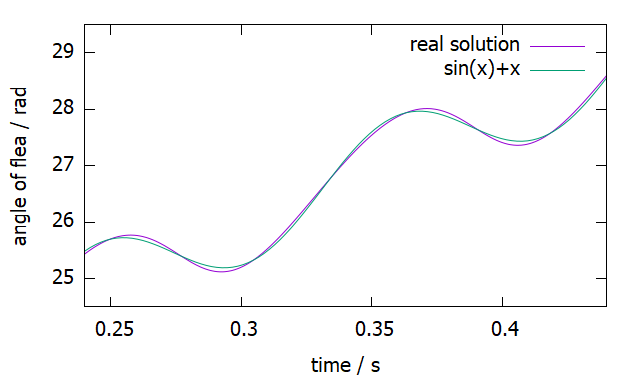 real solution
sin(x)+x
29
28
27
26
25
angle of flea / rad
0.25 0.3 0.35 0.4
time / s